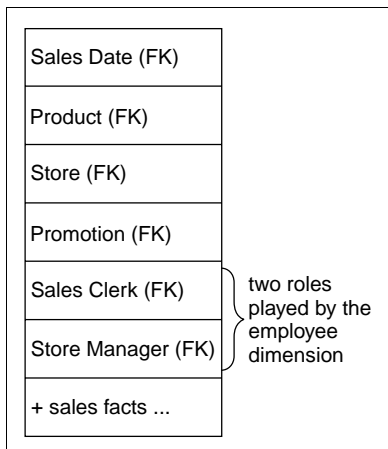 Sales Date (FK)
Product (FK)
Store (FK)
Promotion (FK)
Sales Clerk (FK)
Store Manager (FK)
+ sales facts ...
two roles
played by the
employee
dimension